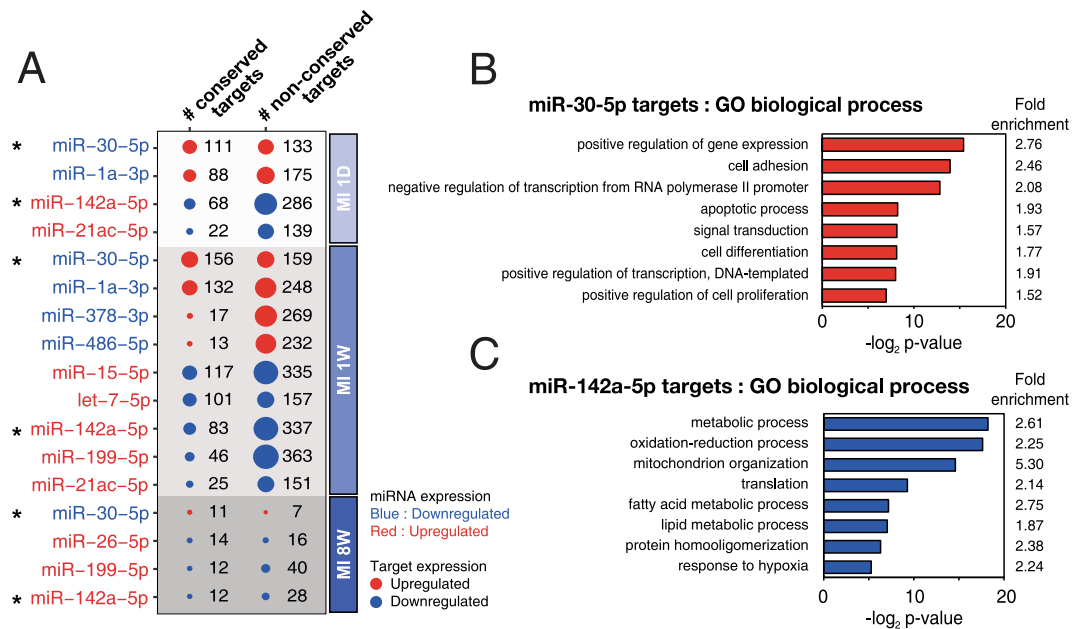 A
# conserved
targets
# non-conserved
targets
* miR−30−5p 111 133
miR−1a−3p 88 175
* miR−142a−5p 68 286
miR−21ac−5p 22 139
MI 1D
* miR−30−5p 156 159
miR−1a−3p 132 248
miR−378−3p 17 269
miR−486−5p 13 232
miR−15−5p 117 335
let−7−5p 101 157
* miR−142a−5p 83 337
miR−199−5p 46 363
miR−21ac−5p 25 151
MI 1W
* miR−30−5p 11 7
miR−26−5p 14 16
miR−199−5p 12 40
* miR−142a−5p 12 28
MI 8W
miRNA expression
Blue : Downregulated
Red : Upregulated
Target expression
Upregulated
Downregulated
B
miR-30-5p targets : GO biological process
Fold
enrichment
positive regulation of gene expression 2.76
cell adhesion 2.46
negative regulation of transcription from RNA polymerase II promoter 2.08
apoptotic process 1.93
signal transduction 1.57
cell differentiation 1.77
positive regulation of transcription, DNA-templated 1.91
positive regulation of cell proliferation 1.52
0 10 20
-log2 p-value
C
miR-142a-5p targets : GO biological process
Fold
enrichment
metabolic process 2.61
oxidation-reduction process 2.25
mitochondrion organization 5.30
translation 2.14
fatty acid metabolic process 2.75
lipid metabolic process 1.87
protein homooligomerization 2.38
response to hypoxia 2.24
0 10 20
-log2 p-value